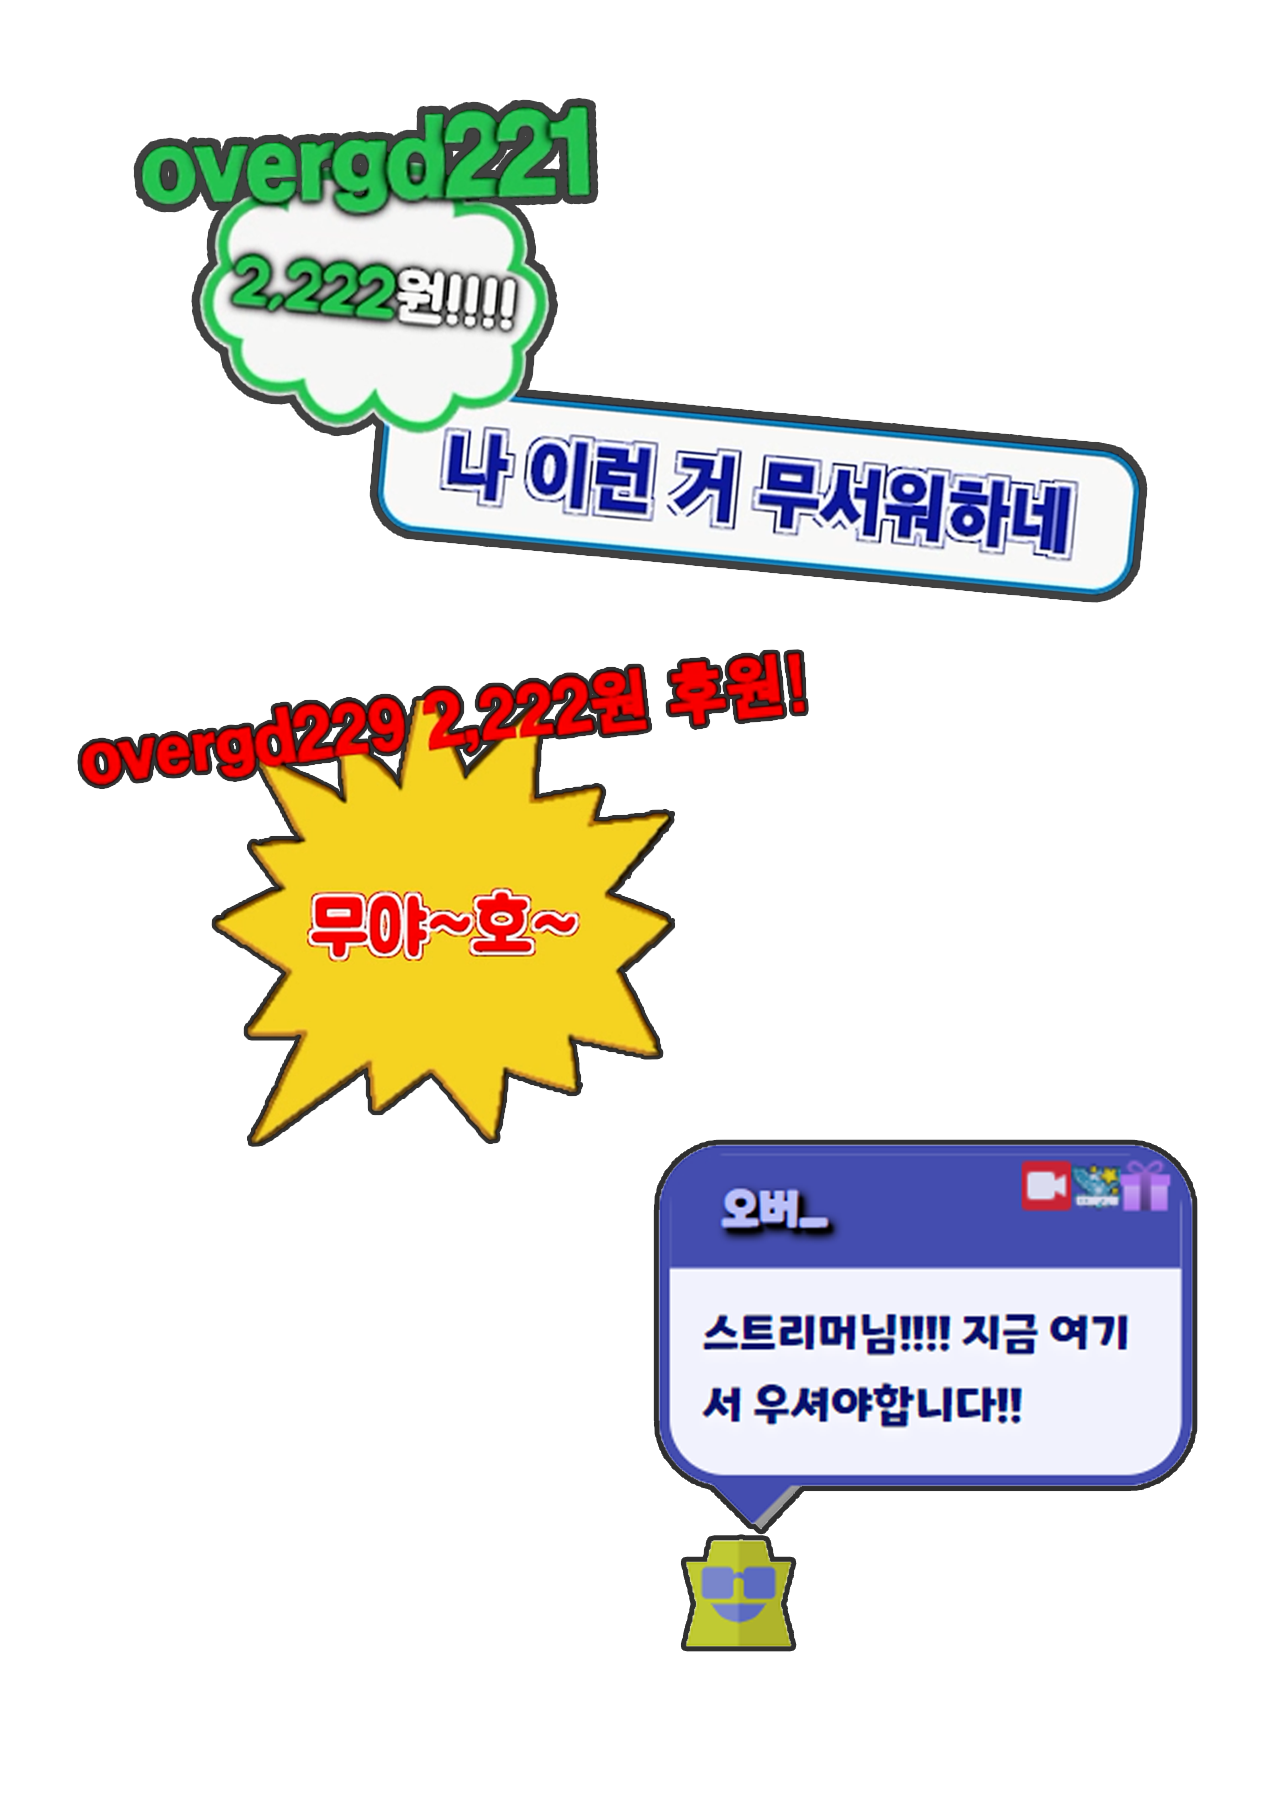 overgd221
2,222원!!!!
나 이런 거 무서워하네
overgd229 2,222원 후원!
무야~호~
오버_
스트리머님!!!! 지금 여기
서 우셔야합니다!!